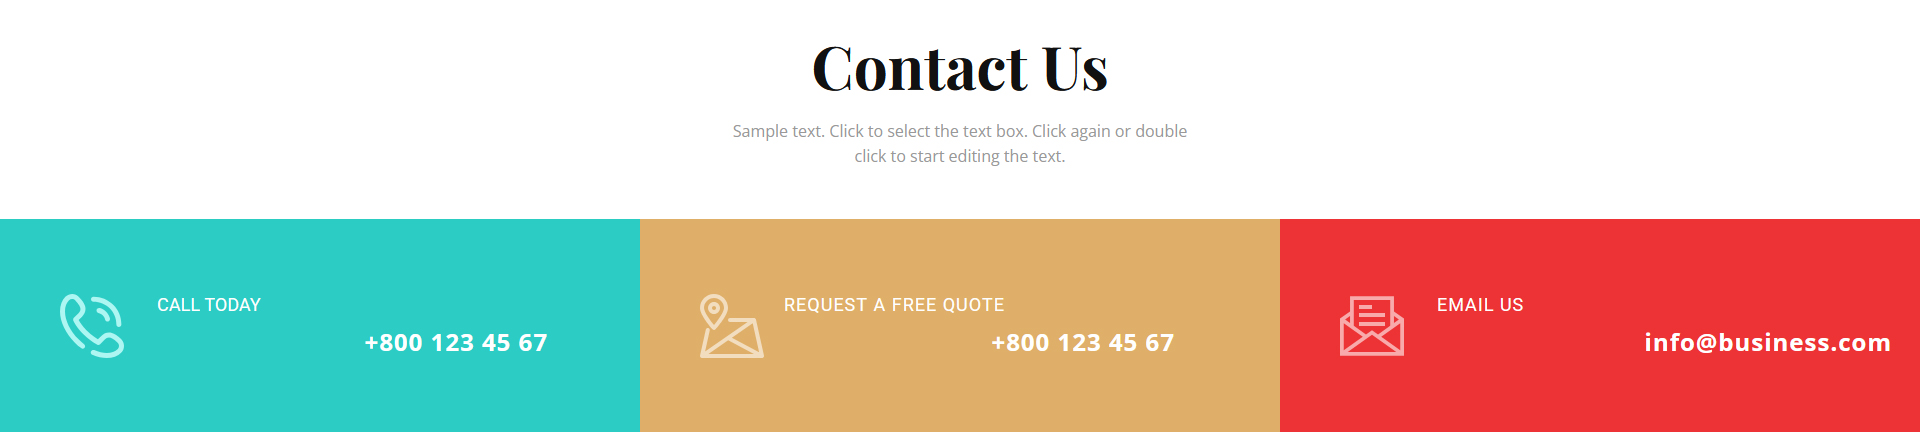 Contact Us
Sample text. Click to select the text box. Click again or double
click to start editing the text.
CALL TODAY
+800 123 45 67
REQUEST A FREE QUOTE
+800 123 45 67
EMAIL US
info@business.com